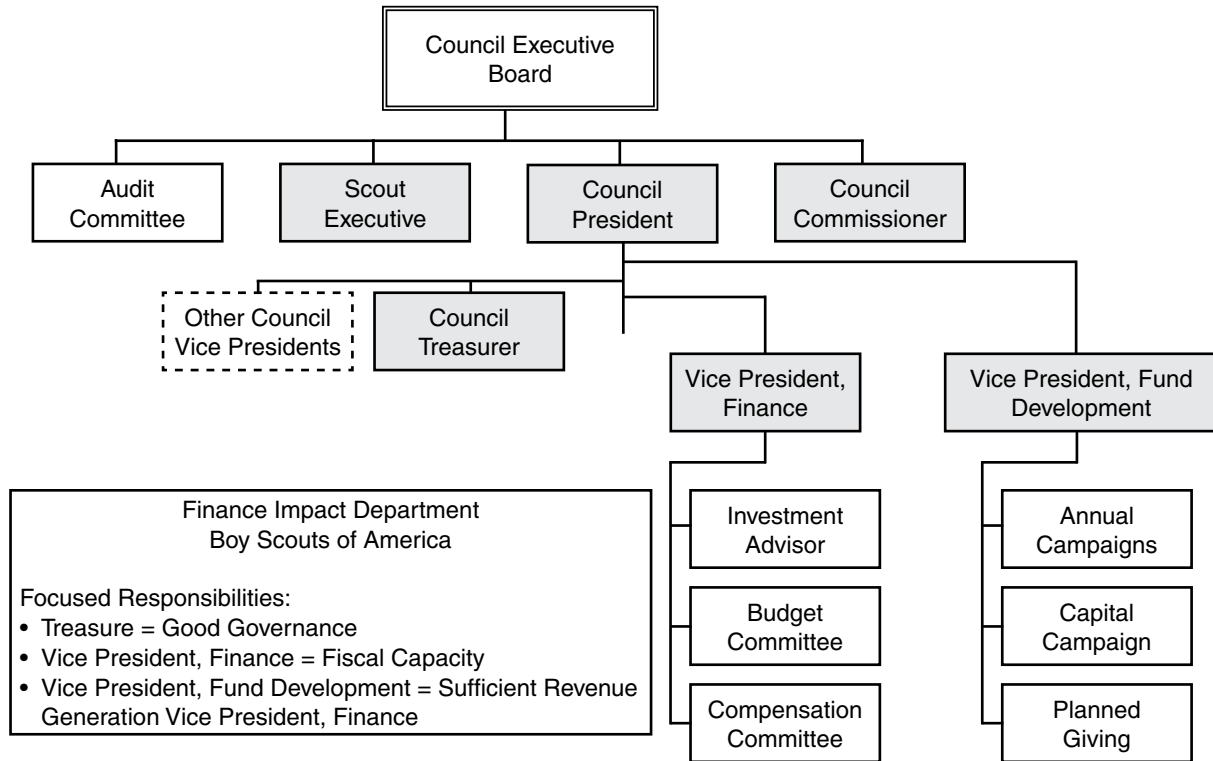 Council Executive
Board
Audit
Committee
Scout
Executive
Council
President
Council
Commissioner
Other Council
Vice Presidents
Council
Treasurer
Vice President,
Finance
Vice President, Fund
Development
Finance Impact Department
Boy Scouts of America
Focused Responsibilities:
• Treasure = Good Governance
• Vice President, Finance = Fiscal Capacity
• Vice President, Fund Development = Sufficient Revenue
Generation Vice President, Finance
Investment
Advisor
Budget
Committee
Compensation
Committee
Annual
Campaigns
Capital
Campaign
Planned
Giving